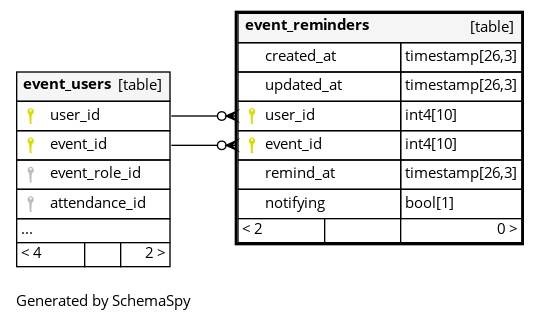 event_reminders [table]
created_at timestamp[26,3]
updated_at timestamp[26,3]
user_id int4[10]
event_id int4[10]
remind_at timestamp[26,3]
notifying bool[1]
< 2 0 >
event_users [table]
user_id
event_id
event_role_id
attendance_id
...
< 4 2 >
Generated by SchemaSpy